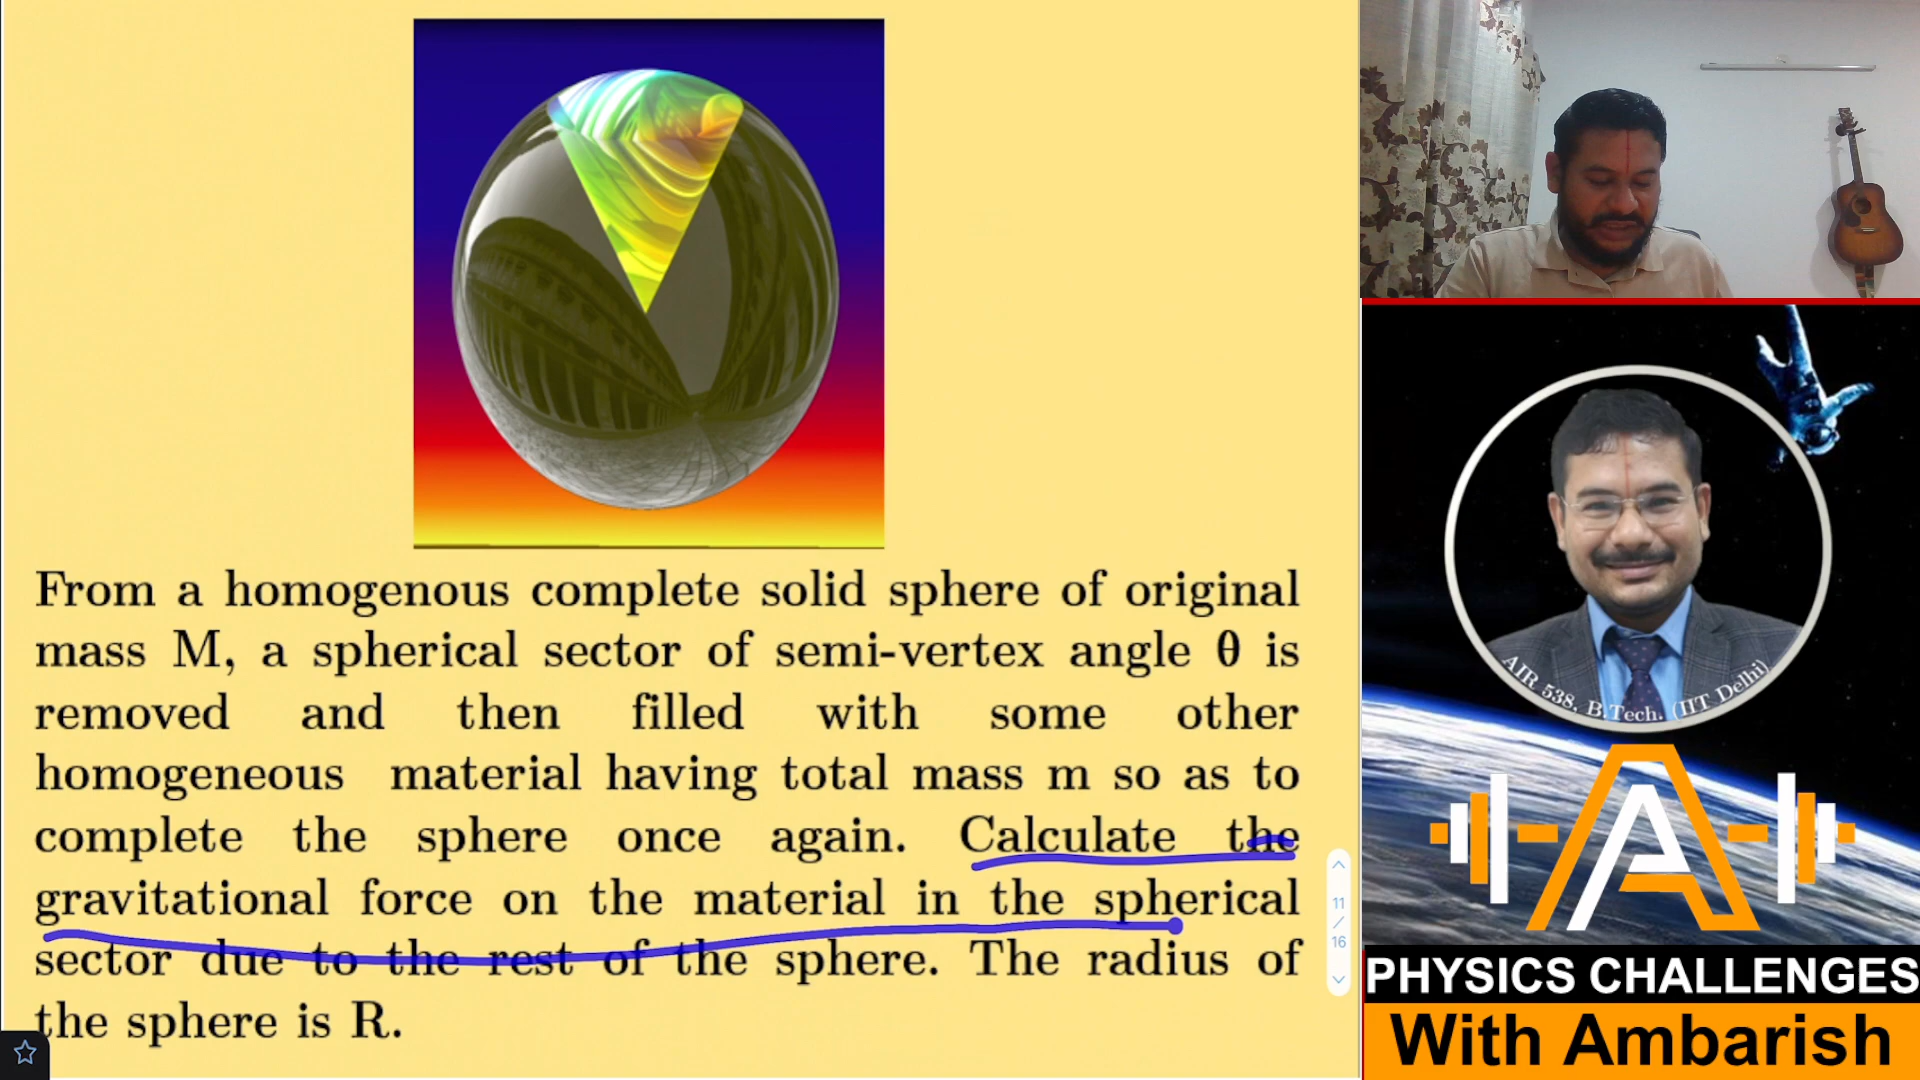 From a homogenous complete solid sphere of original
mass M, a spherical sector of semi-vertex angle θ is
removed and then filled with some other
homogeneous material having total mass m so as to
complete the sphere once again. Calculate the
gravitational force on the material in the spherical
sector due to the rest of the sphere. The radius of
the sphere is R.
11
/
16
AIR 538, B.Tech. (IIT Delhi)
A
PHYSICS CHALLENGES
With Ambarish